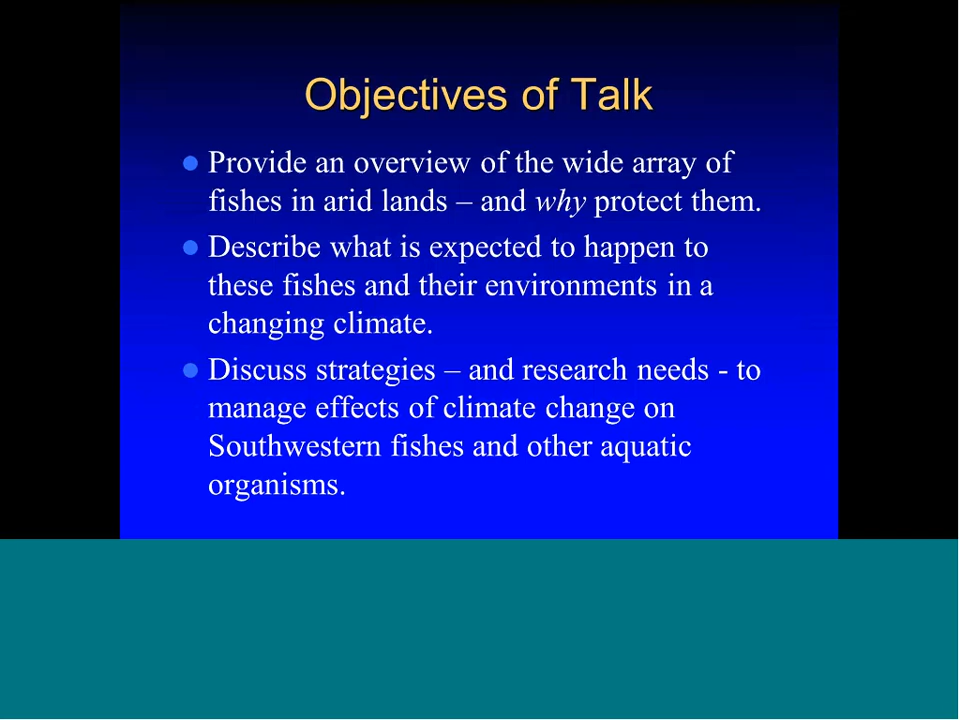 Objectives of Talk
Provide an overview of the wide array of
fishes in arid lands – and why protect them.
Describe what is expected to happen to
these fishes and their environments in a
changing climate.
Discuss strategies – and research needs - to
manage effects of climate change on
Southwestern fishes and other aquatic
organisms.